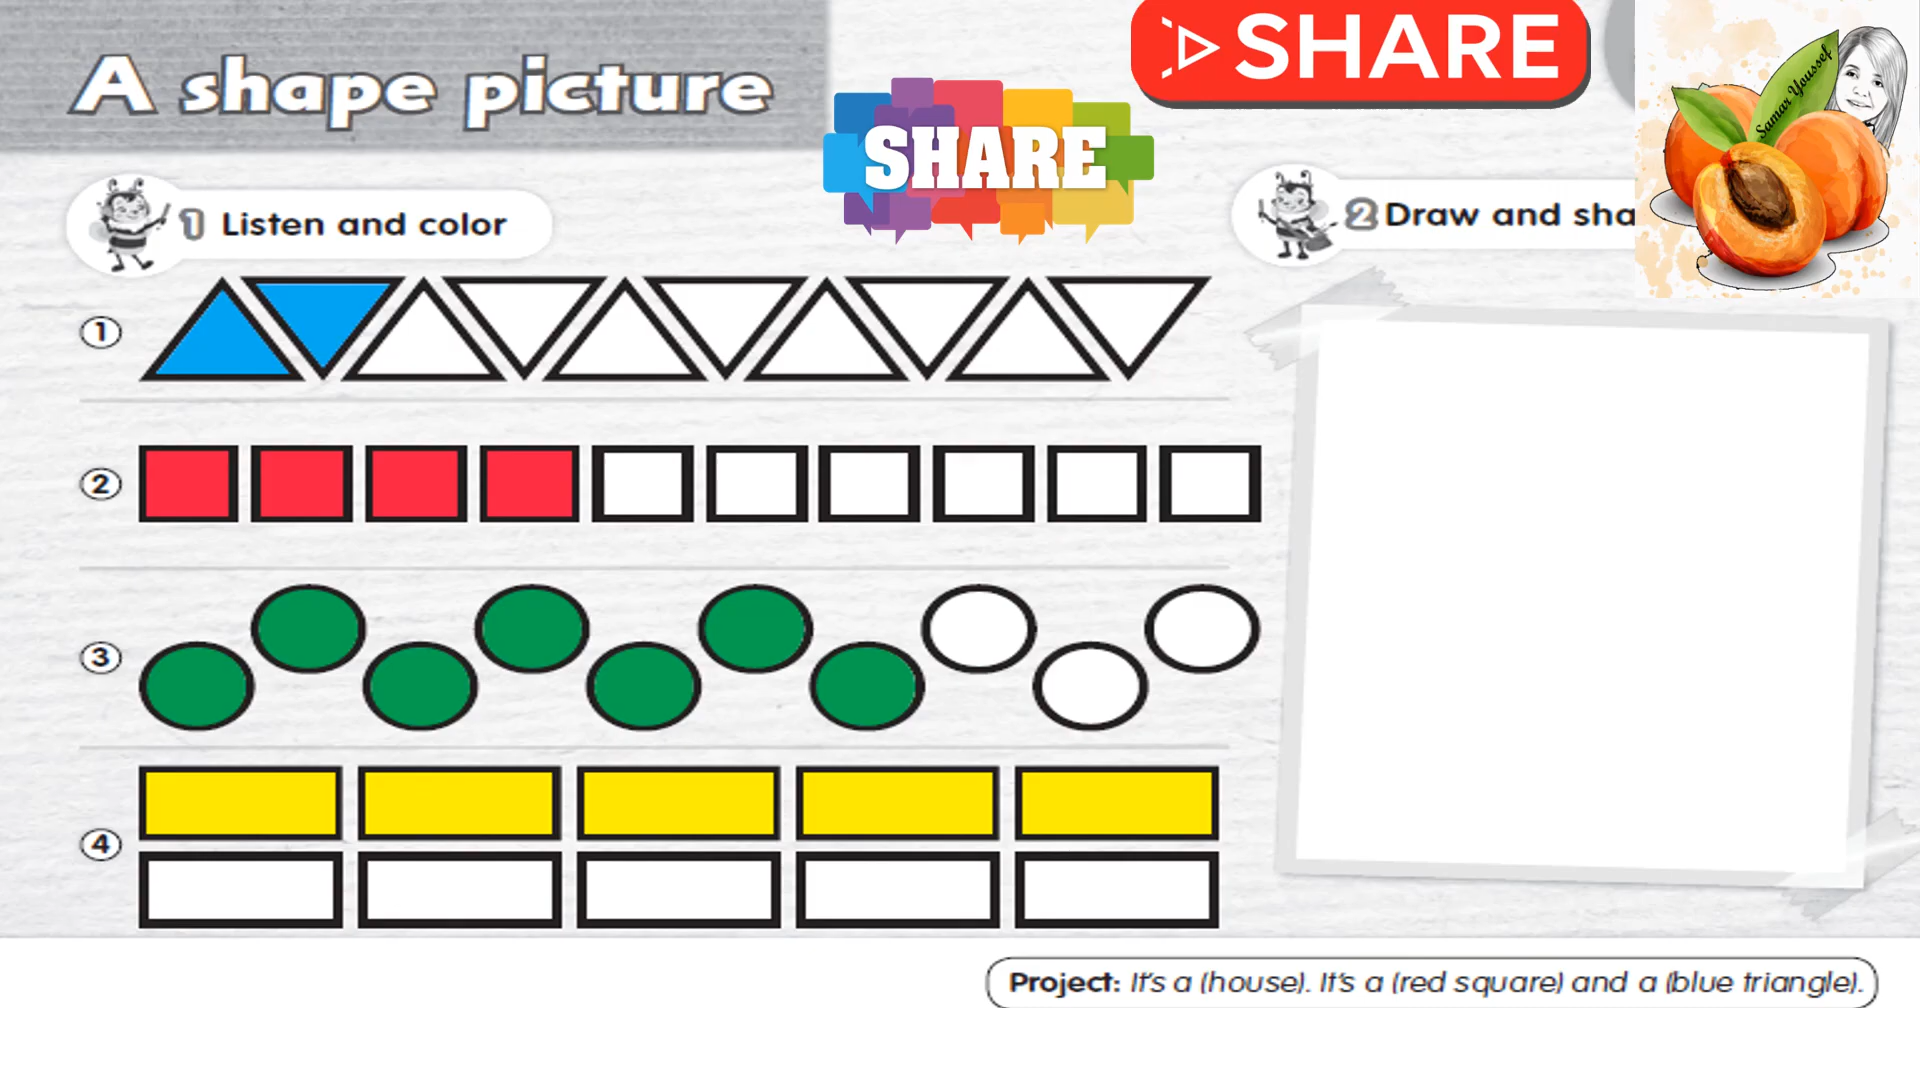 A shape picture
SHARE
SHARE
Samar Youssef
1 Listen and color
2 Draw and sha
1
2
3
4
Project: It's a (house). It's a (red square) and a (blue triangle).